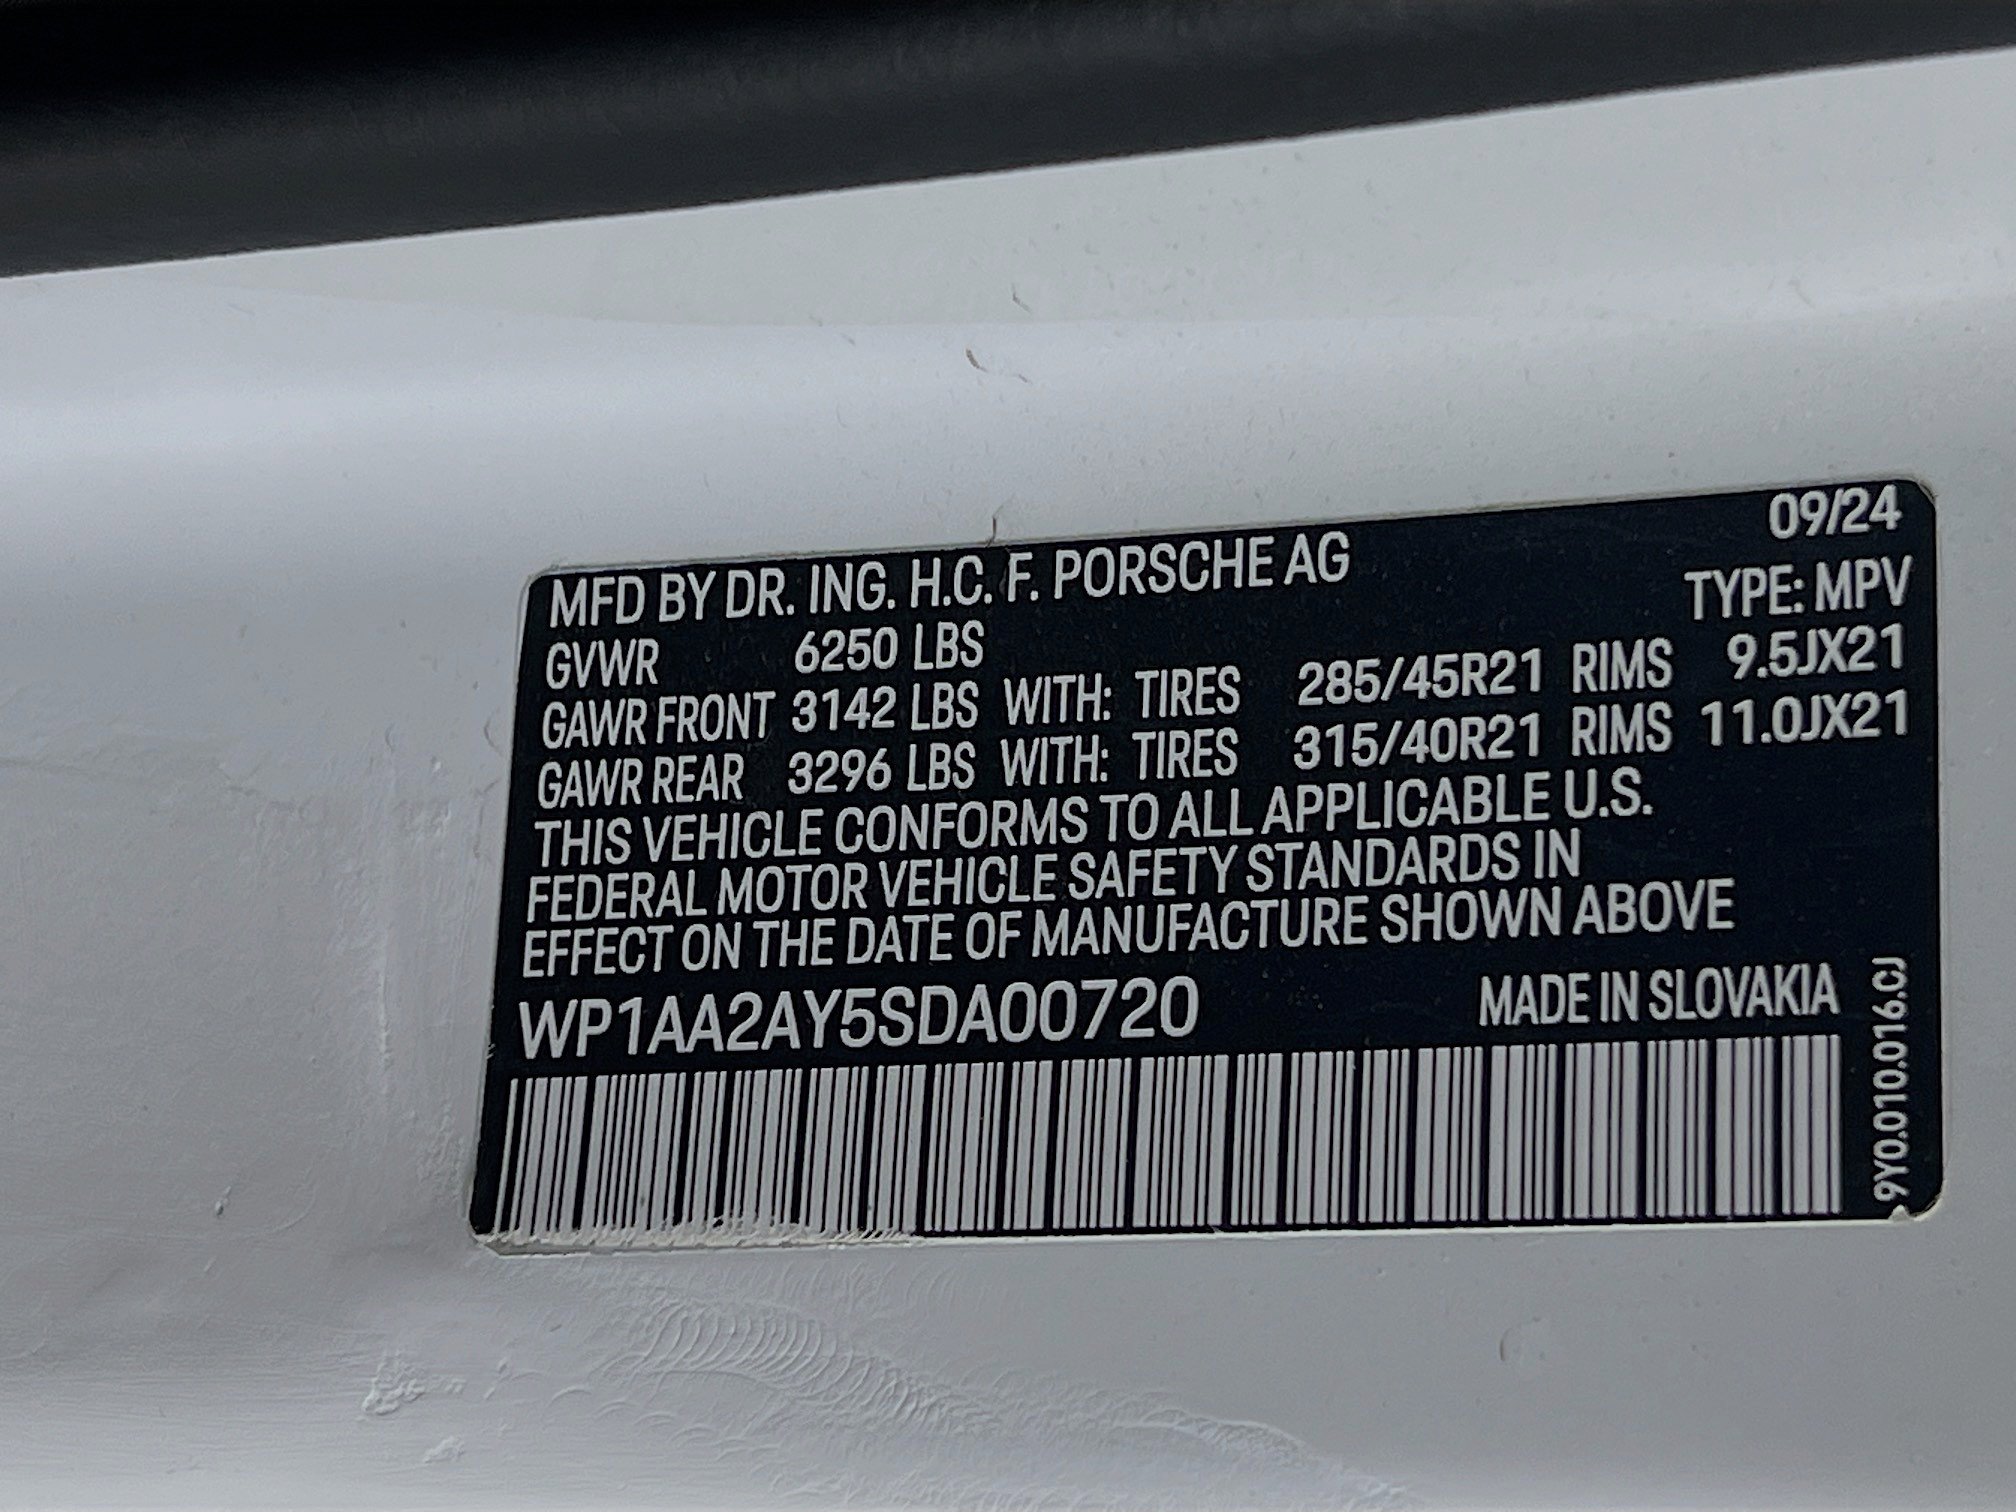 09/24
MFD BY DR. ING. H.C. F. PORSCHE AG
TYPE: MPV
GVWR 6250 LBS
GAWR FRONT 3142 LBS WITH: TIRES 285/45R21 RIMS 9.5JX21
GAWR REAR 3296 LBS WITH: TIRES 315/40R21 RIMS 11.0JX21
THIS VEHICLE CONFORMS TO ALL APPLICABLE U.S.
FEDERAL MOTOR VEHICLE SAFETY STANDARDS IN
EFFECT ON THE DATE OF MANUFACTURE SHOWN ABOVE
WP1AA2AY5SDA00720 MADE IN SLOVAKIA
9Y0.010.016.CJ